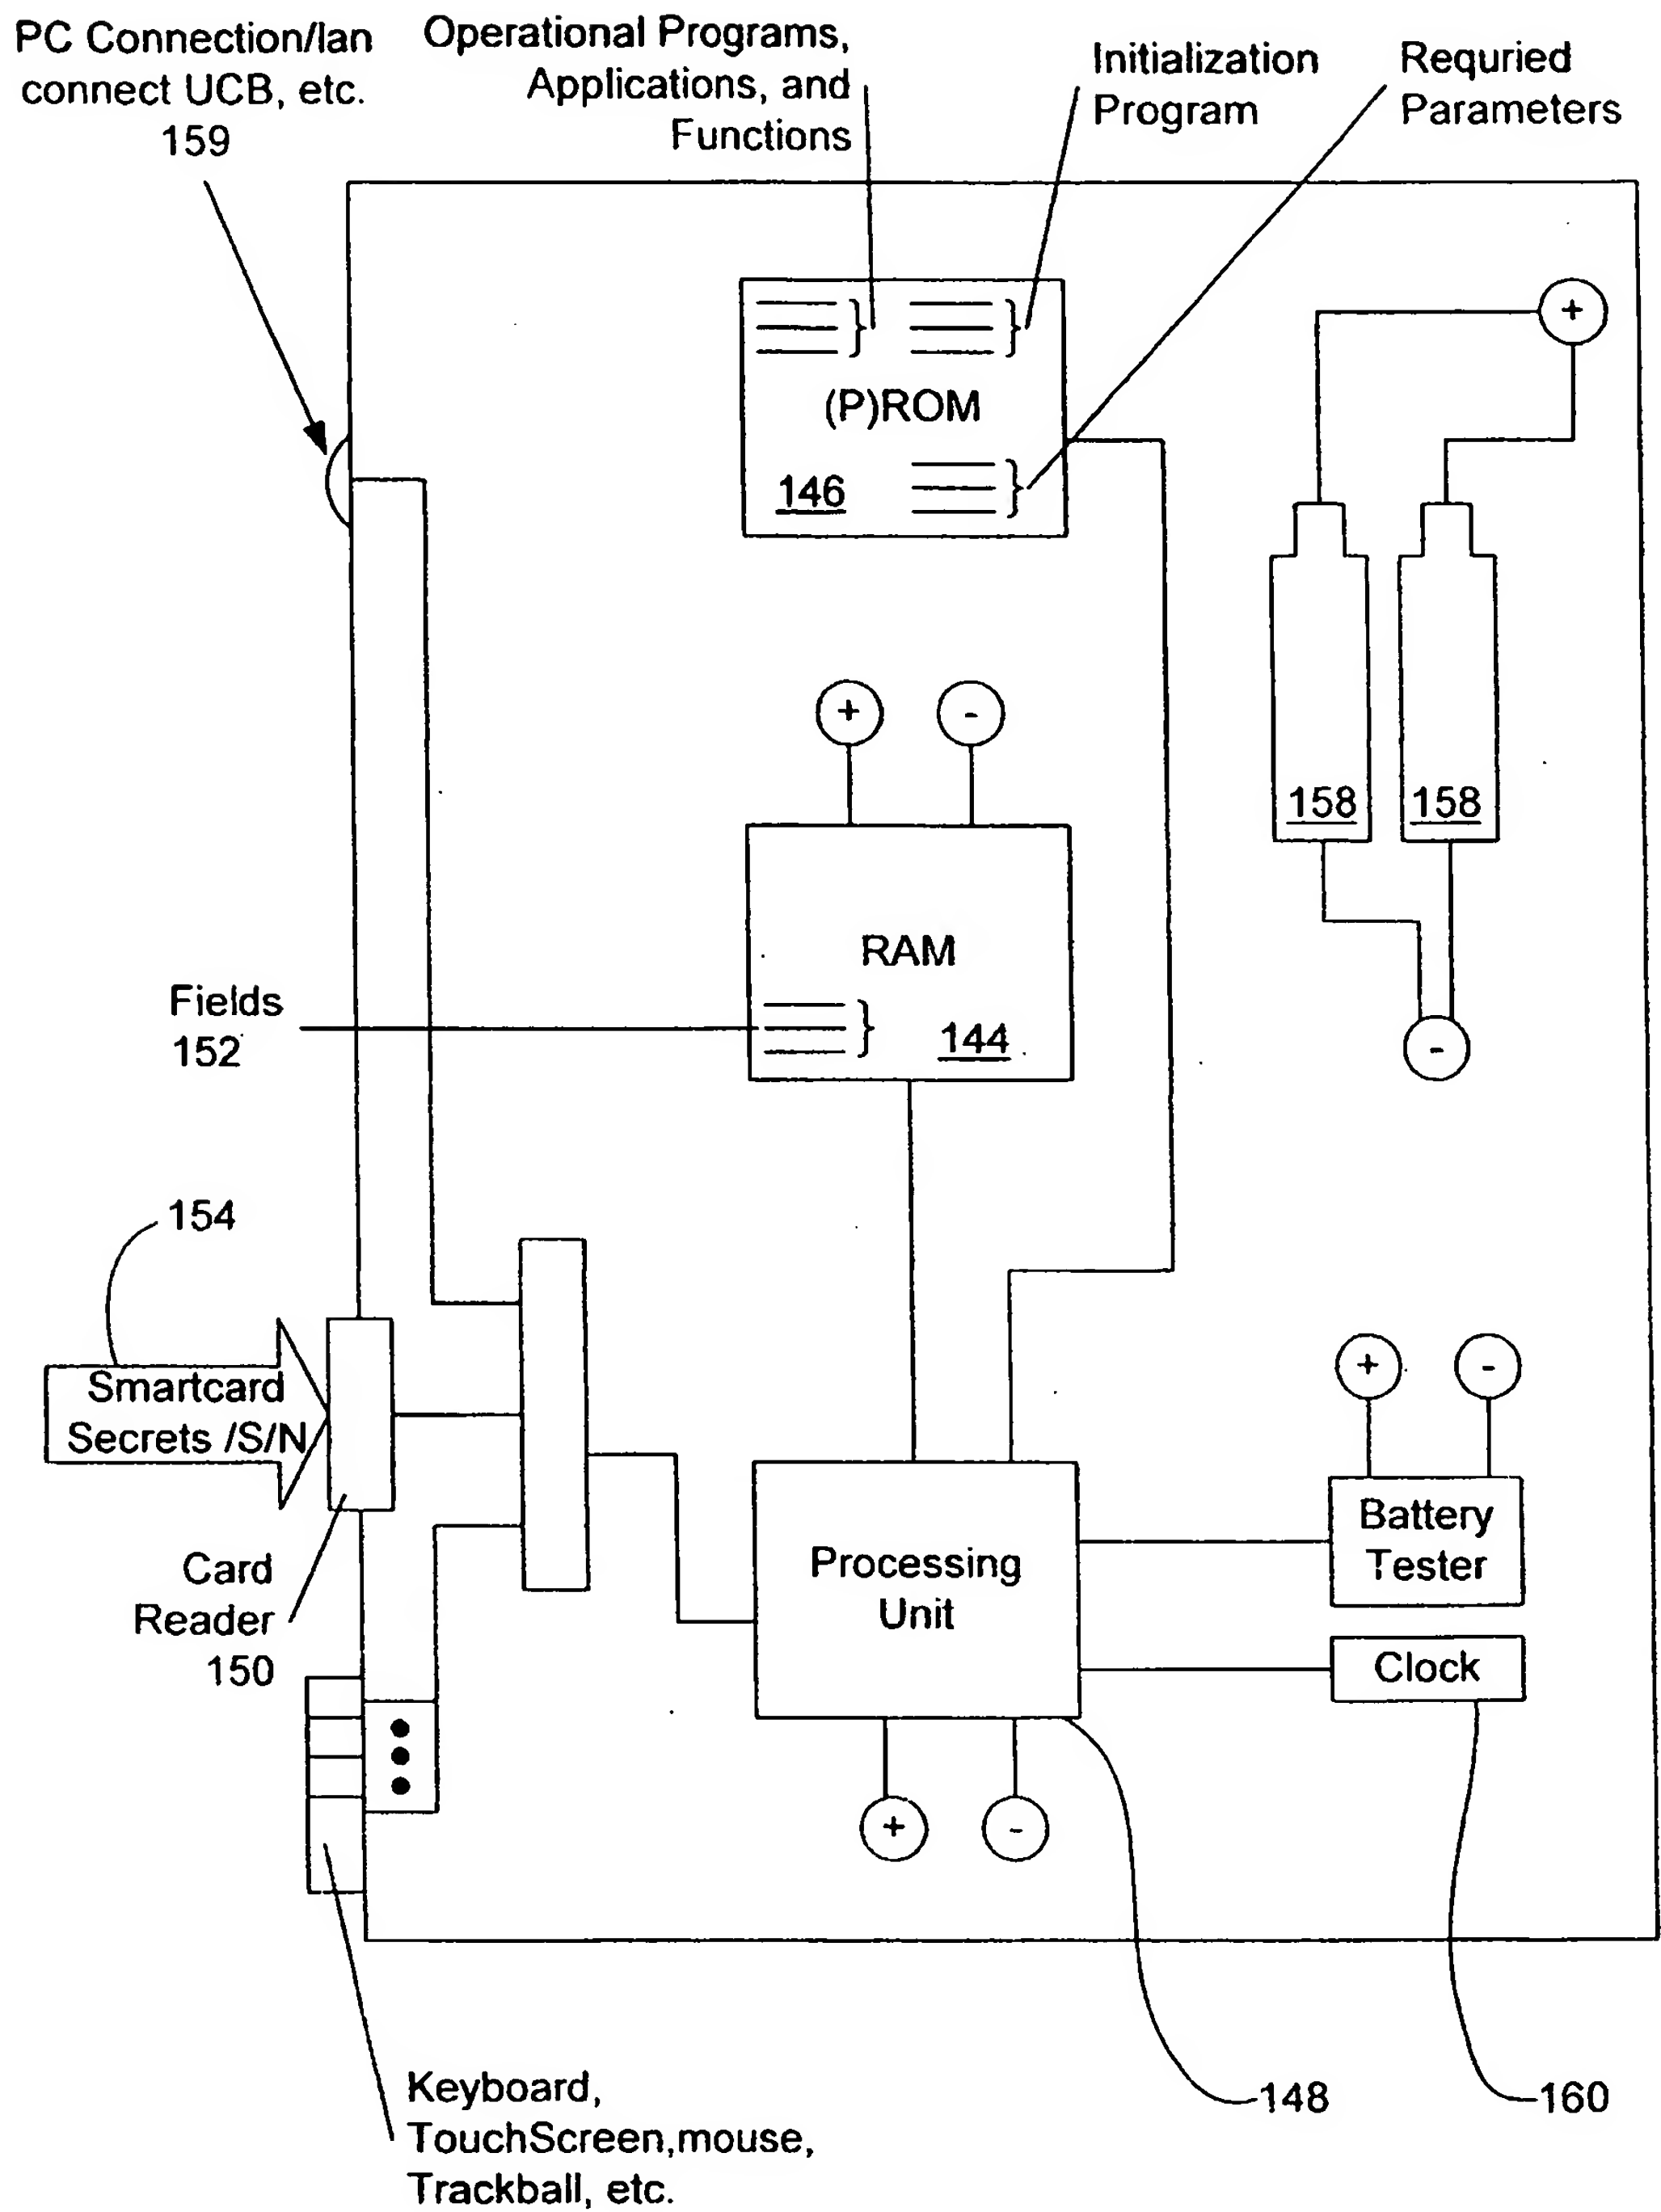 PC Connection/lan
connect UCB, etc.
159
Operational Programs,
Applications, and
Functions
Initialization
Program
Requried
Parameters
+
(P)ROM
146
+ -
158 158
RAM
Fields
152
144
-
154
Smartcard
Secrets /S/N
+ -
Battery
Tester
Processing
Unit
Card
Reader
150
Clock
+ -
148
160
Keyboard,
TouchScreen,mouse,
Trackball, etc.